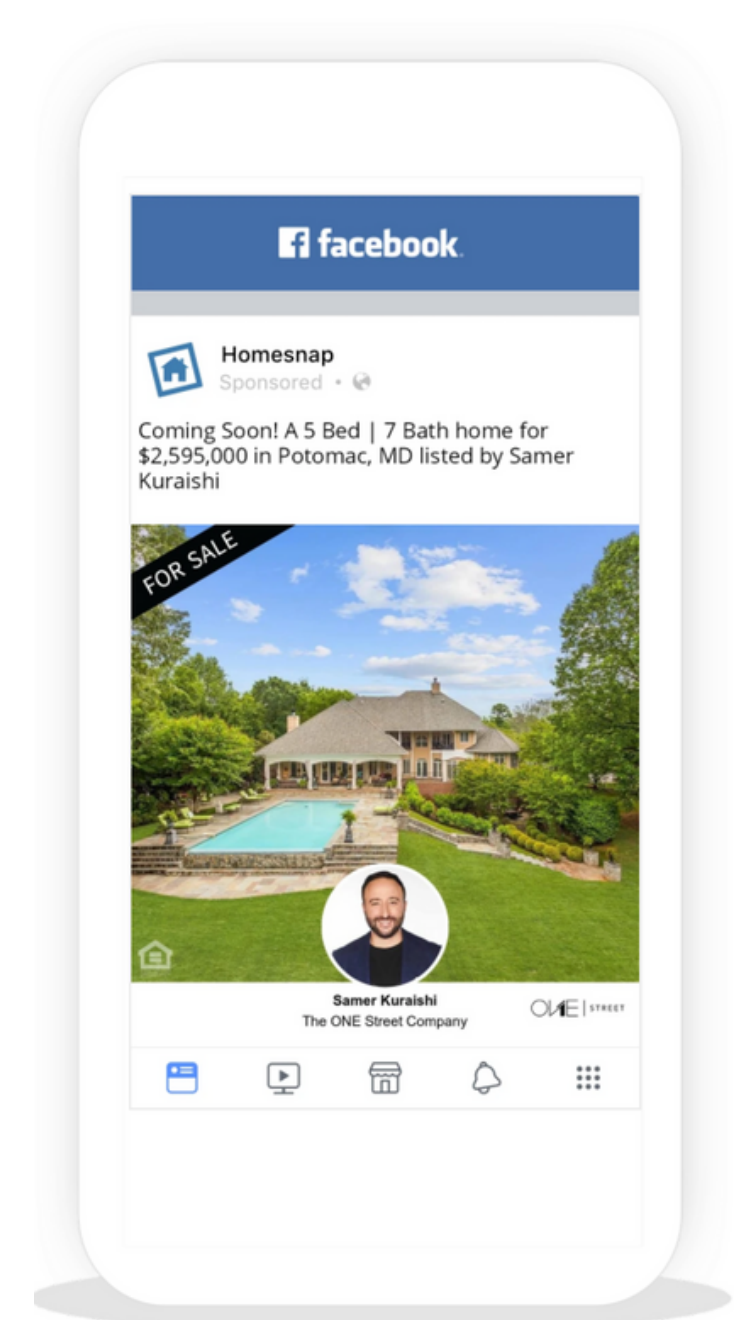 facebook
Homesnap
Sponsored •
Coming Soon! A 5 Bed | 7 Bath home for
$2,595,000 in Potomac, MD listed by Samer
Kuraishi
FOR SALE
Samer Kuraishi
The ONE Street Company
ONE | STREET